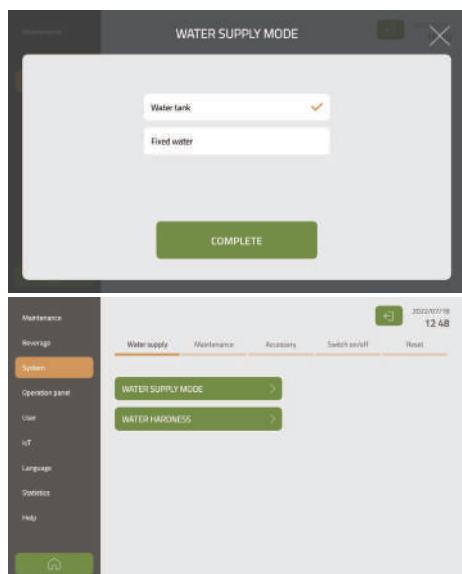 Maintenance
WATER SUPPLY MODE
Water tank
Fixed water
COMPLETE
Maintenance
2022/07/18
12 48
Beverage
Water supply
Maintenance
Accessory
Switch on/off
Reset
System
Operation panel
WATER SUPPLY MODE
User
WATER HARDNESS
IoT
Language
Statistics
Help